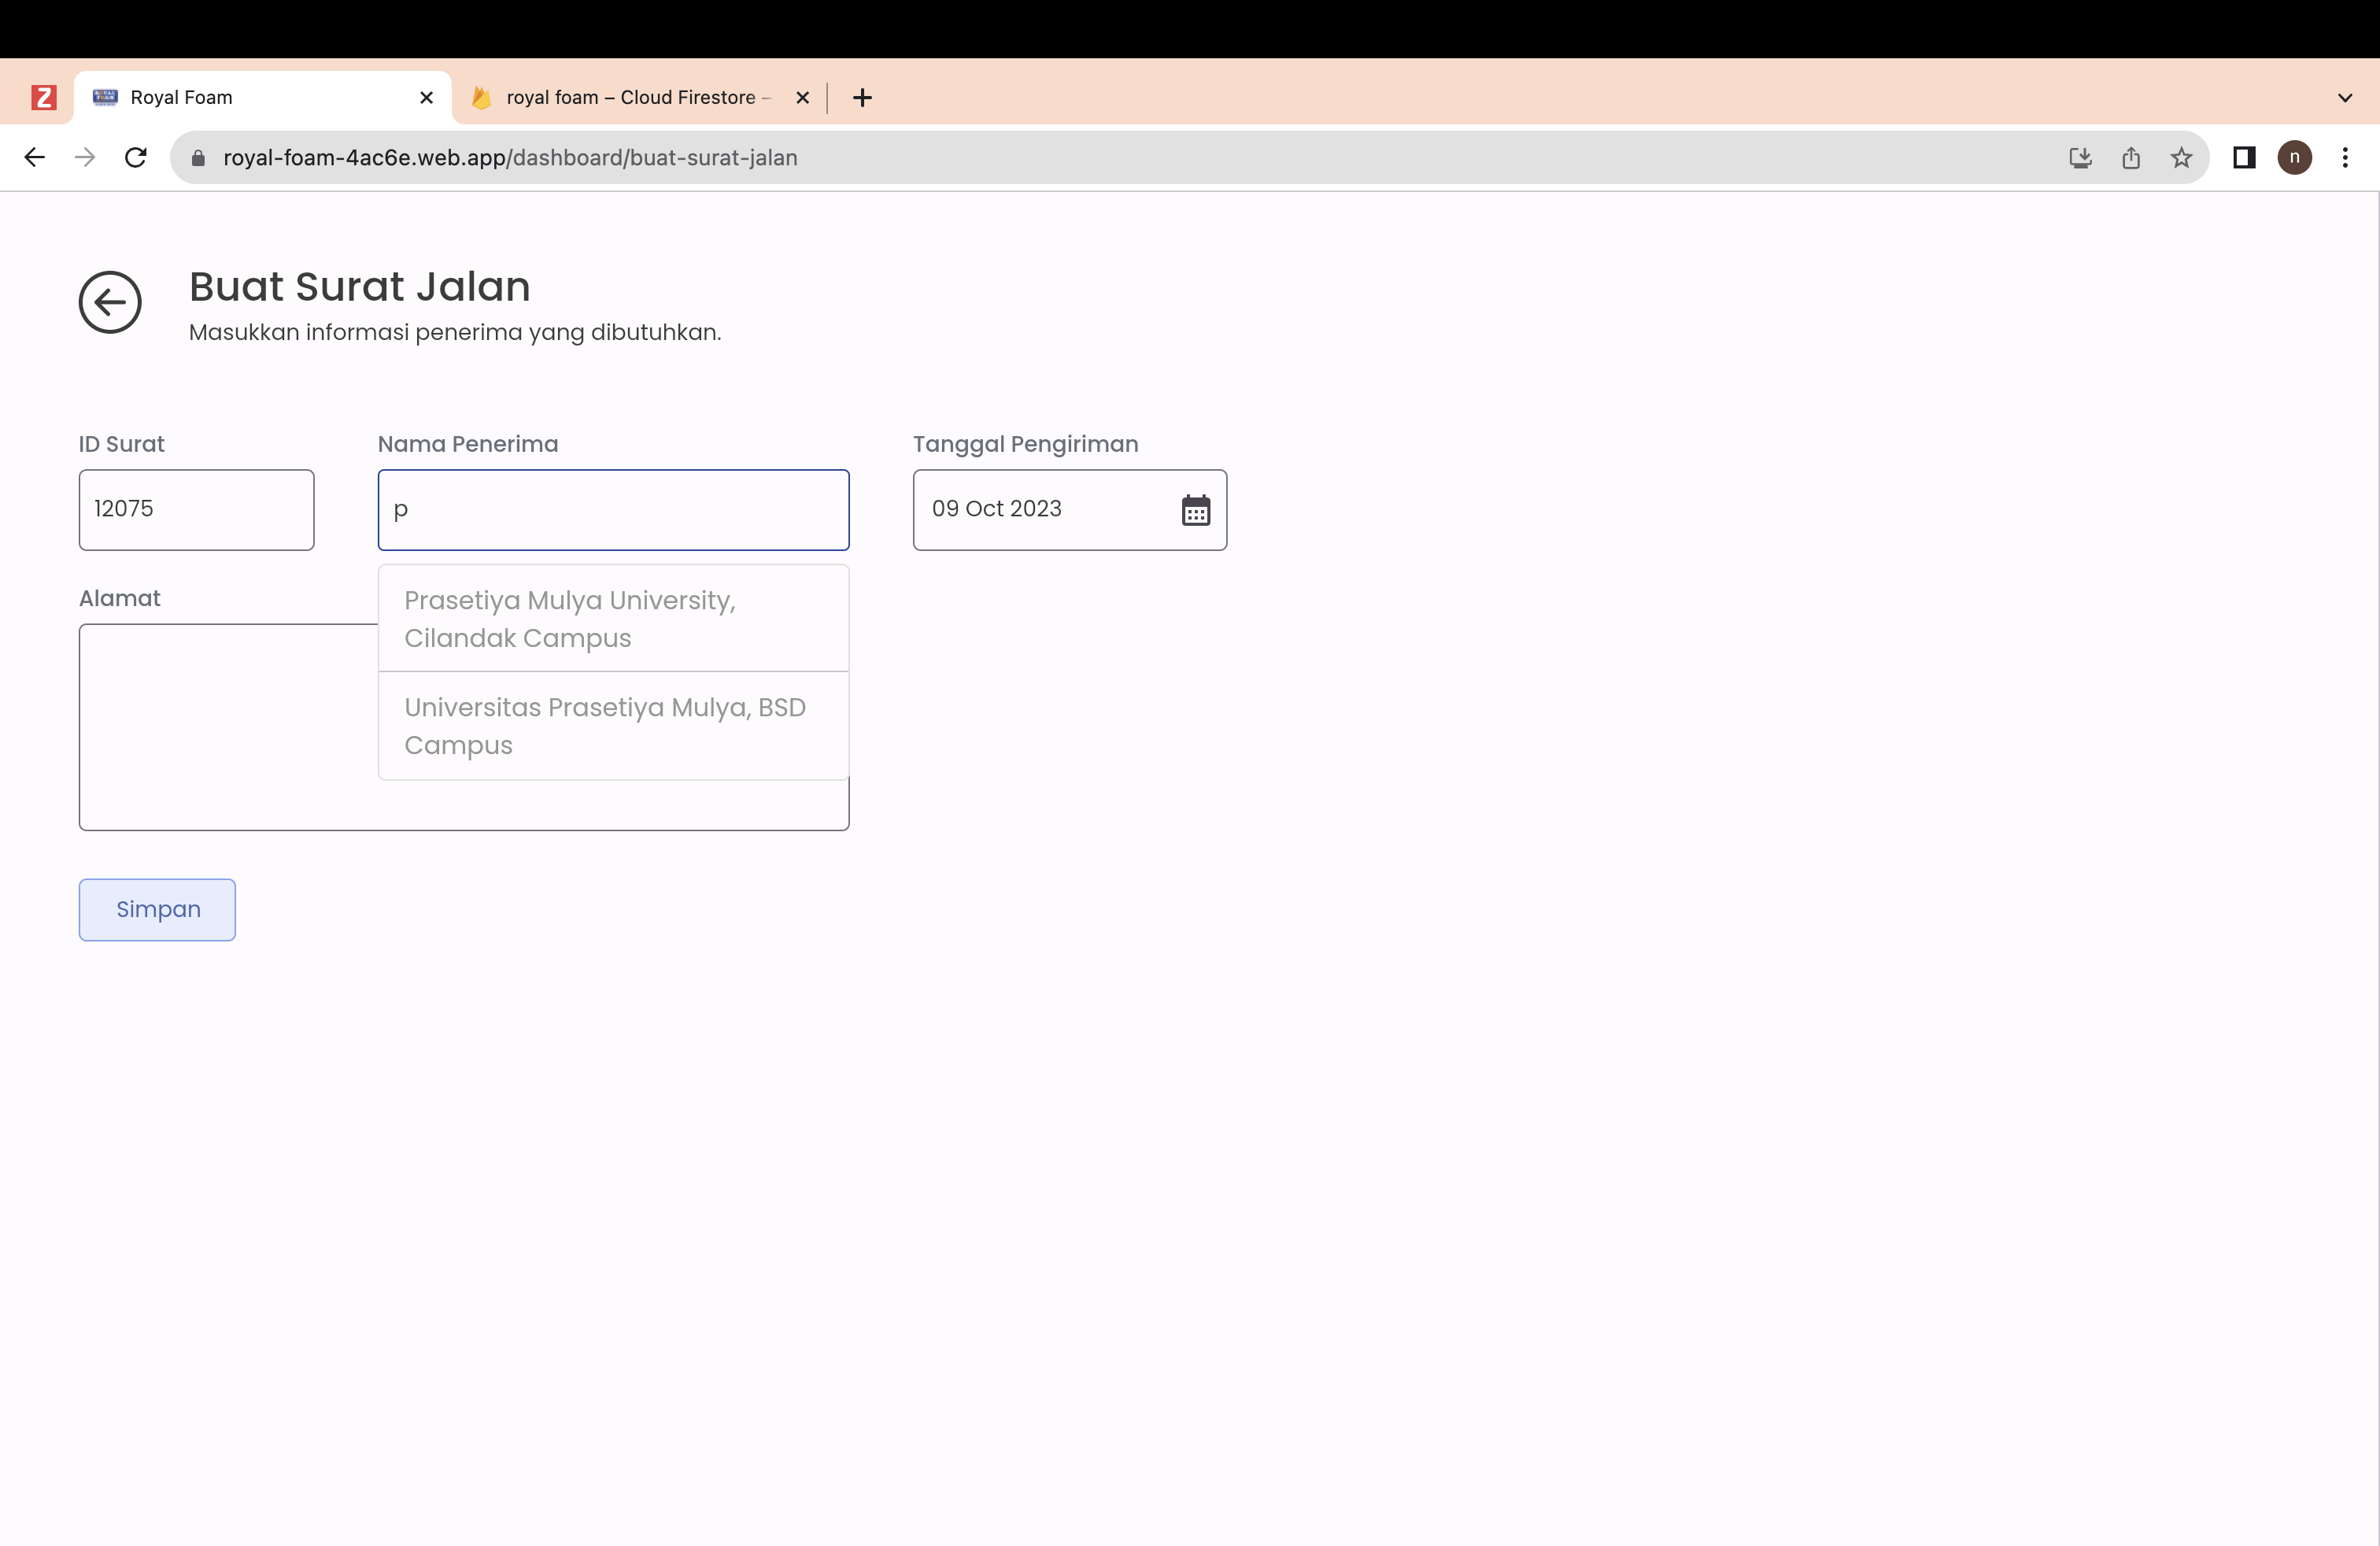 Royal Foam
royal foam – Cloud Firestore –
royal-foam-4ac6e.web.app/dashboard/buat-surat-jalan
n
Buat Surat Jalan
Masukkan informasi penerima yang dibutuhkan.
ID Surat
Nama Penerima
Tanggal Pengiriman
12075
p
09 Oct 2023
Alamat
Prasetiya Mulya University,
Cilandak Campus
Universitas Prasetiya Mulya, BSD
Campus
Simpan